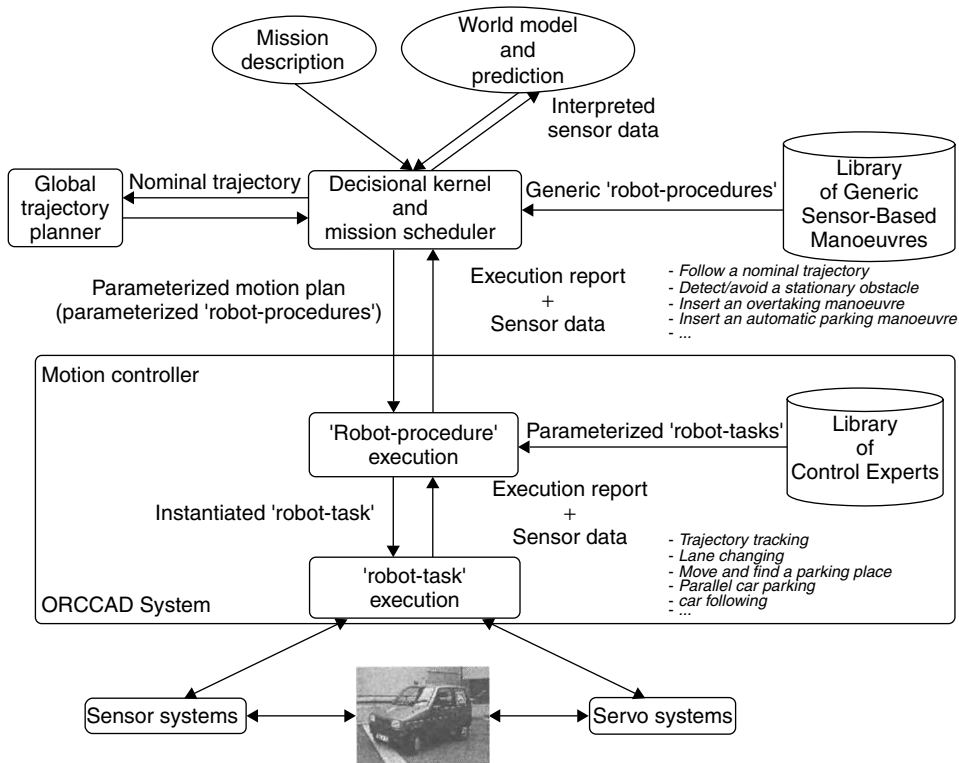 Mission
description
World model
and
prediction
Interpreted
sensor data
Global
trajectory
planner
Nominal trajectory
Decisional kernel
and
mission scheduler
Generic 'robot-procedures'
Library
of Generic
Sensor-Based
Manoeuvres
Parameterized motion plan
(parameterized 'robot-procedures')
Execution report
+
Sensor data
- Follow a nominal trajectory
- Detect/avoid a stationary obstacle
- Insert an overtaking manoeuvre
- Insert an automatic parking manoeuvre
- ...
Motion controller
'Robot-procedure'
execution
Parameterized 'robot-tasks'
Library
of
Control Experts
Instantiated 'robot-task'
Execution report
+
Sensor data
- Trajectory tracking
- Lane changing
- Move and find a parking place
- Parallel car parking
- car following
- ...
'robot-task'
execution
ORCCAD System
Sensor systems
Servo systems